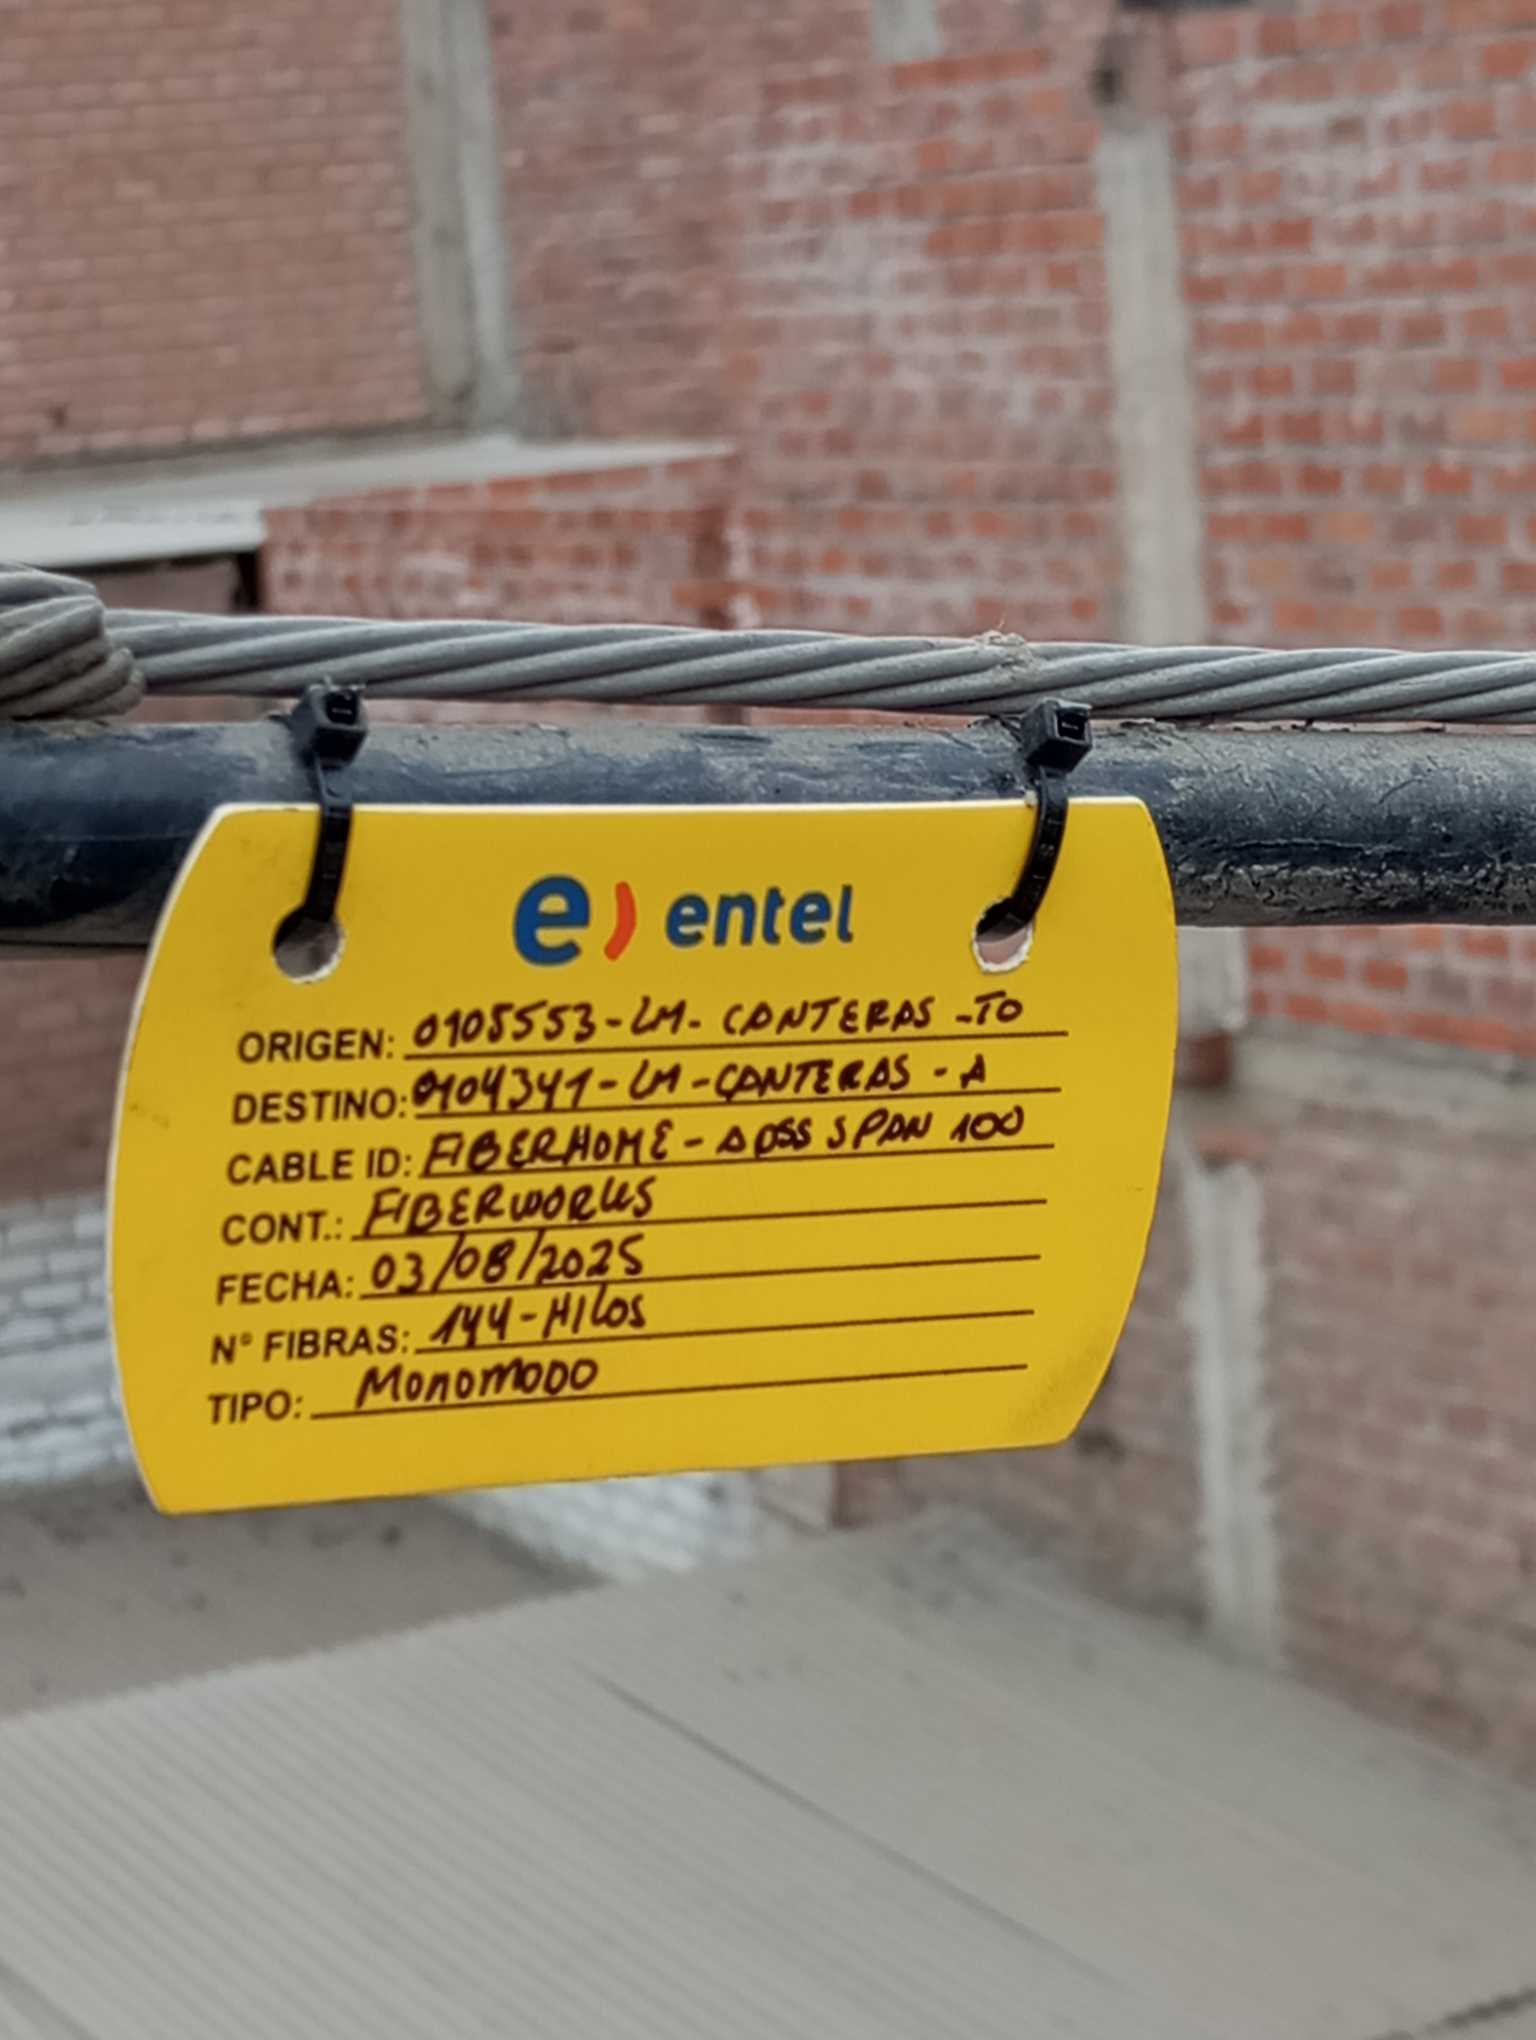 e) entel
ORIGEN: 0105553-LM- CANTERAS -TO
DESTINO: 0104341-LM-CANTERAS - A
CABLE ID: FIBERHOME - ADSS SPAN 100
CONT.: FIBERWORKS
FECHA: 03/08/2025
N° FIBRAS: 144-HILOS
TIPO: MONOMODO